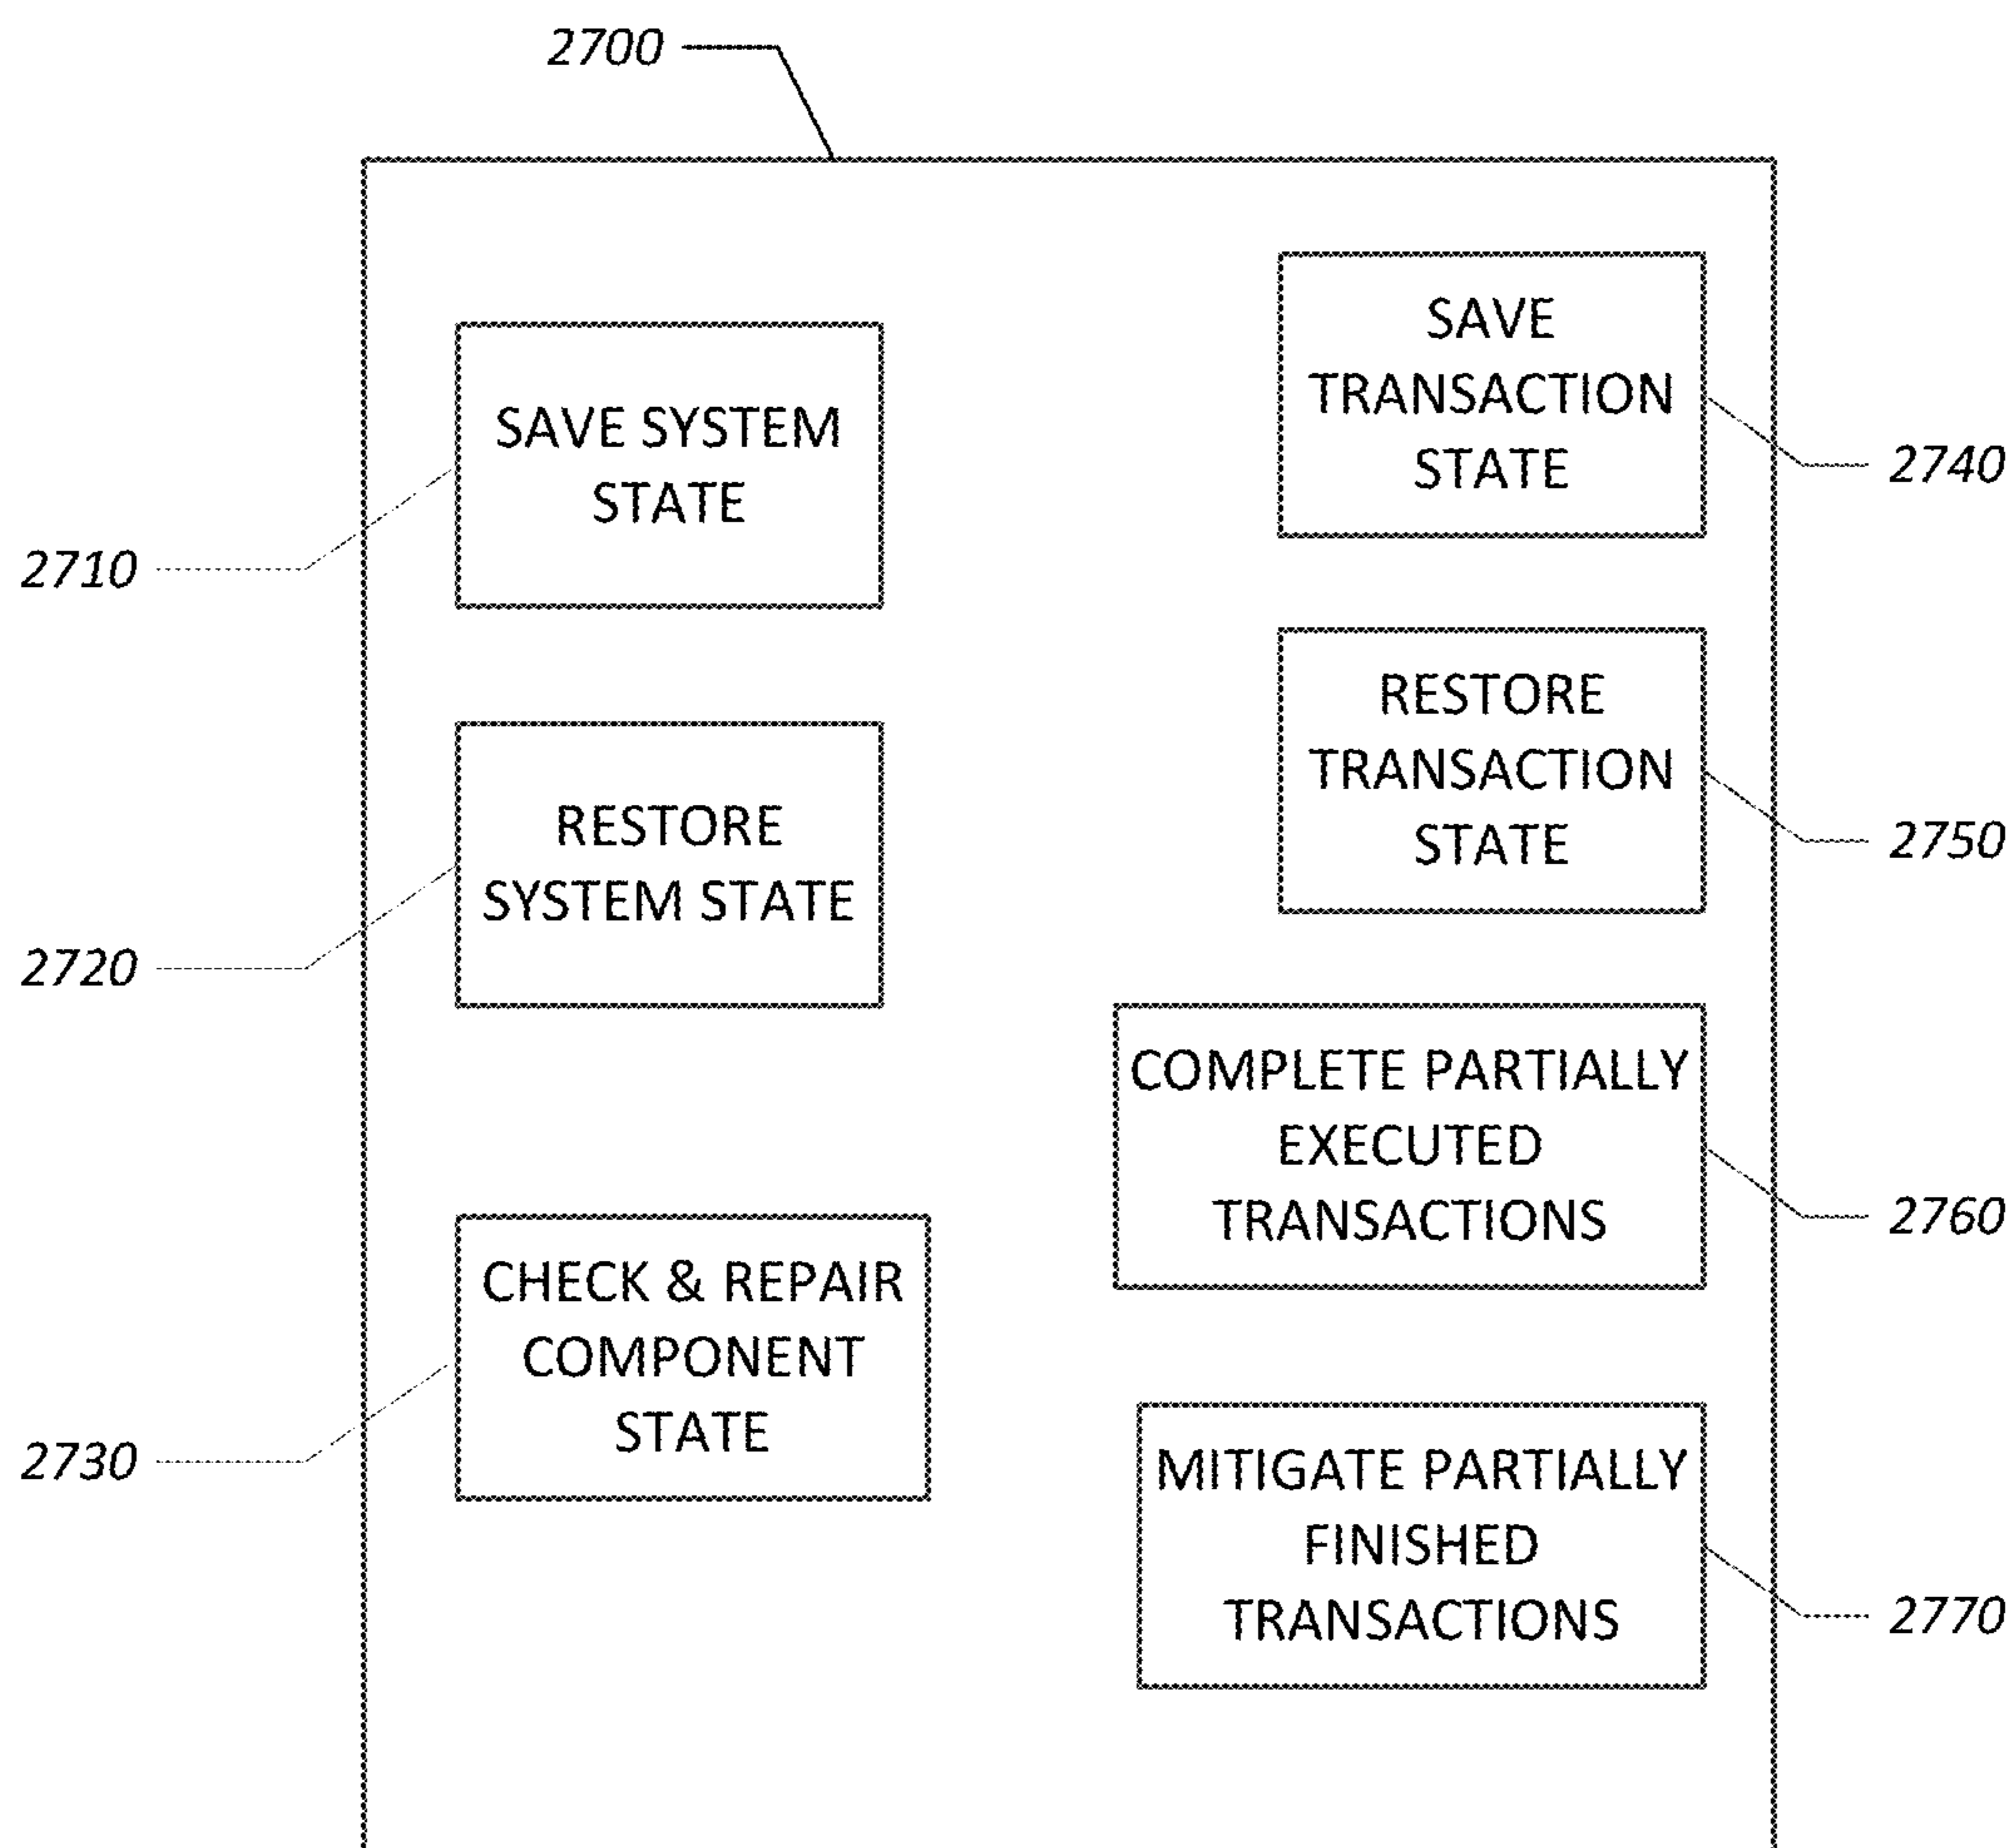 2700
SAVE SYSTEM
STATE
2710
RESTORE
SYSTEM STATE
2720
CHECK & REPAIR
COMPONENT
STATE
2730
SAVE
TRANSACTION
STATE
2740
RESTORE
TRANSACTION
STATE
2750
COMPLETE PARTIALLY
EXECUTED
TRANSACTIONS
2760
MITIGATE PARTIALLY
FINISHED
TRANSACTIONS
2770